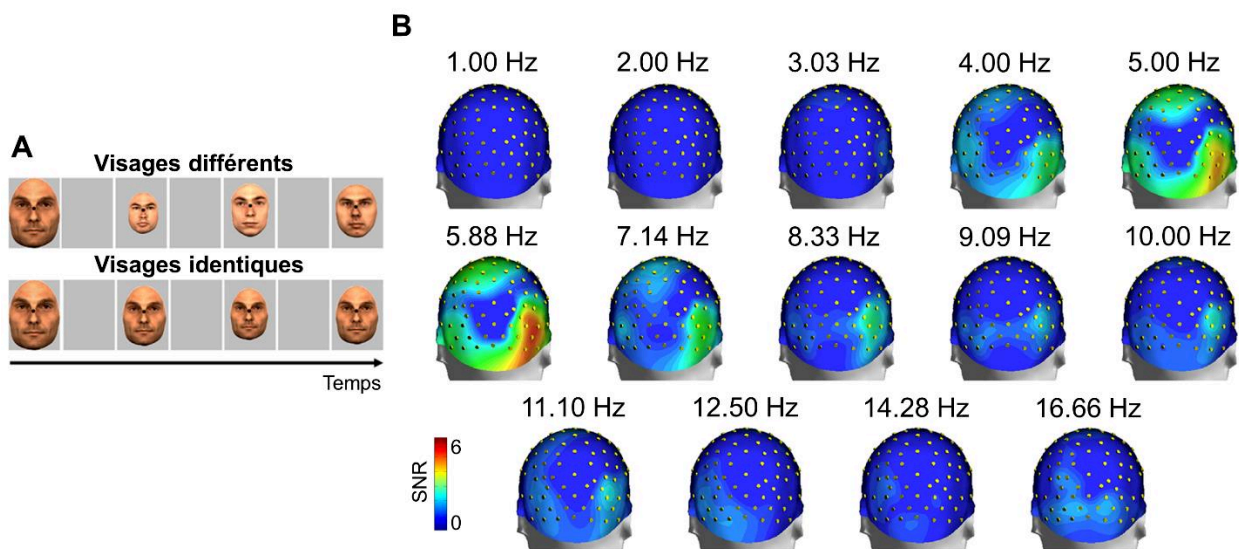 A
Visages différents
Visages identiques
Temps
B
1.00 Hz
2.00 Hz
3.03 Hz
4.00 Hz
5.00 Hz
5.88 Hz
7.14 Hz
8.33 Hz
9.09 Hz
10.00 Hz
11.10 Hz
12.50 Hz
14.28 Hz
16.66 Hz
SNR
6
0